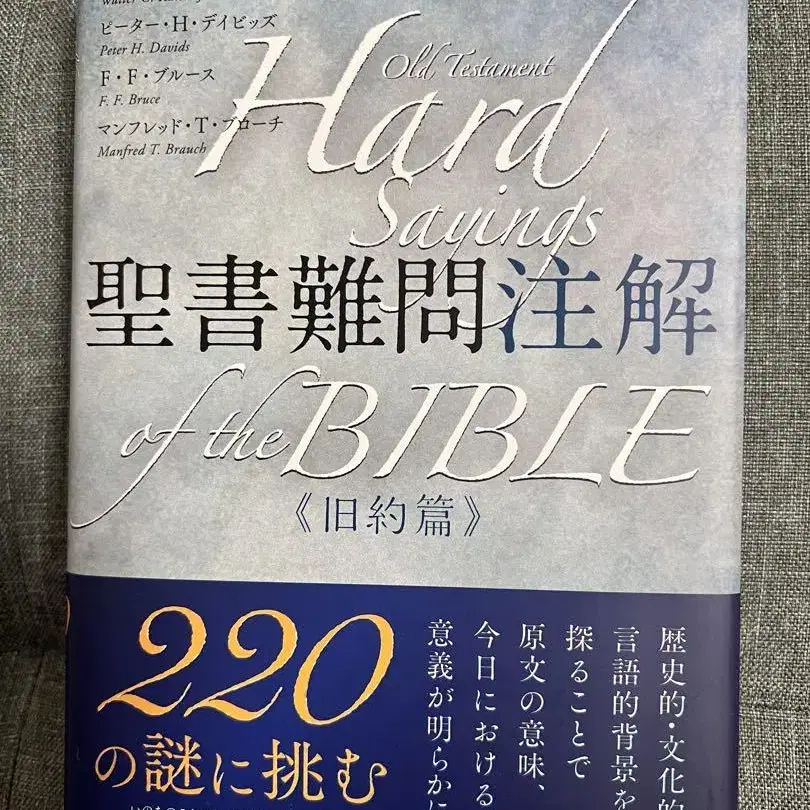 ピーター・H・デイビッズ
Peter H. Davids
F・F・ブルース
F. F. Bruce
マンフレッド・T・ブローチ
Manfred T. Brauch
Old Testament
Hard
Sayings
聖書難問注解
of the BIBLE
《旧約篇》
220
の謎に挑む
歴史的・文化的
言語的背景を
探ることで
原文の意味、
今日における
意義が明らかに